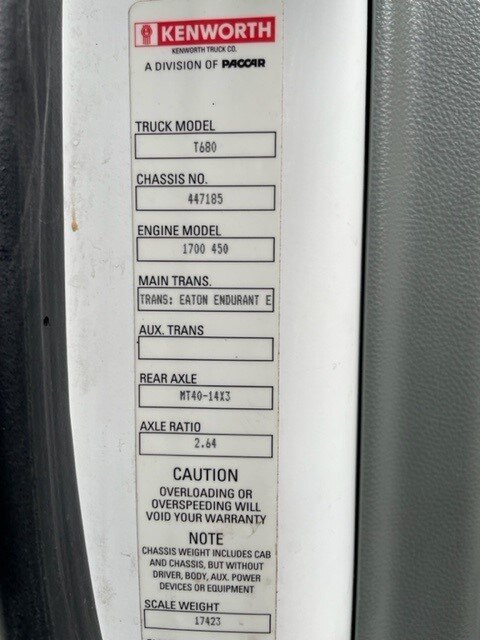 KENWORTH
KENWORTH TRUCK CO.
A DIVISION OF PACCAR
TRUCK MODEL
T680
CHASSIS NO.
447185
ENGINE MODEL
1700 450
MAIN TRANS.
TRANS: EATON ENDURANT E
AUX. TRANS
REAR AXLE
MT40-14X3
AXLE RATIO
2.64
CAUTION
OVERLOADING OR
OVERSPEEDING WILL
VOID YOUR WARRANTY
NOTE
CHASSIS WEIGHT INCLUDES CAB
AND CHASSIS, BUT WITHOUT
DRIVER, BODY, AUX. POWER
DEVICES OR EQUIPMENT
SCALE WEIGHT
17423